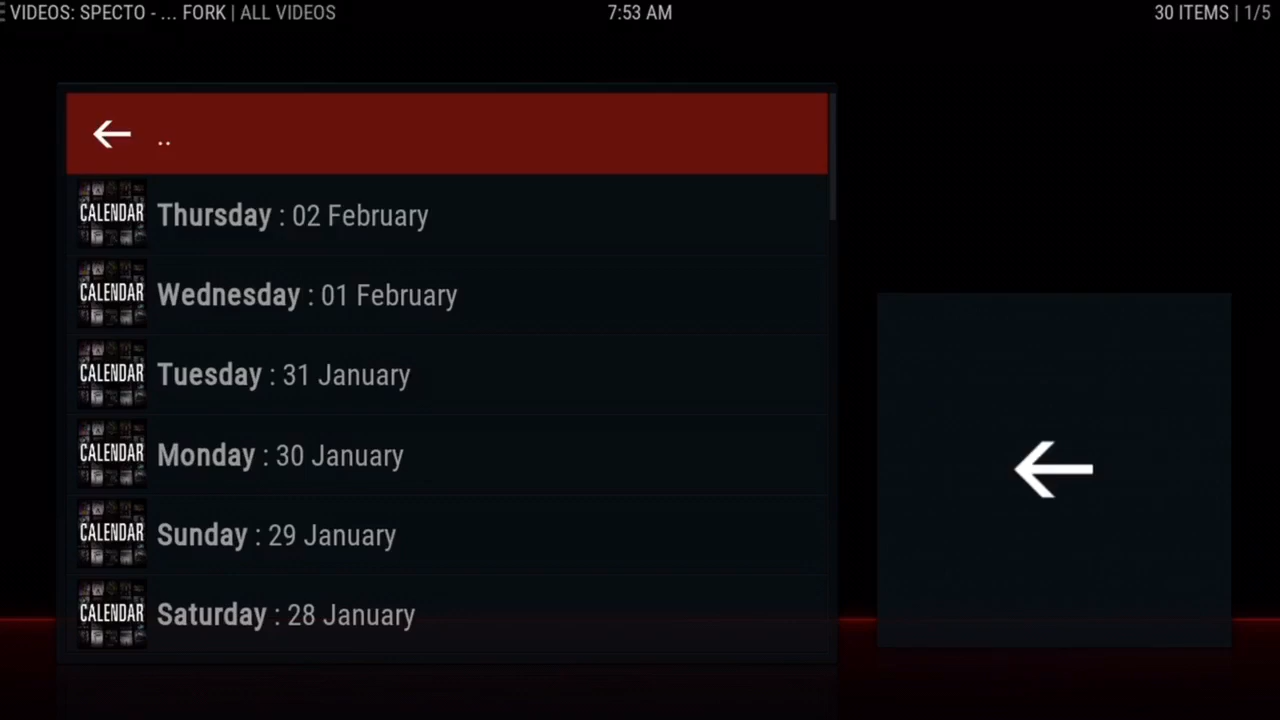 VIDEOS: SPECTO - ... FORK | ALL VIDEOS
7:53 AM
30 ITEMS | 1/5
..
CALENDAR Thursday : 02 February
CALENDAR Wednesday : 01 February
CALENDAR Tuesday : 31 January
CALENDAR Monday : 30 January
CALENDAR Sunday : 29 January
CALENDAR Saturday : 28 January